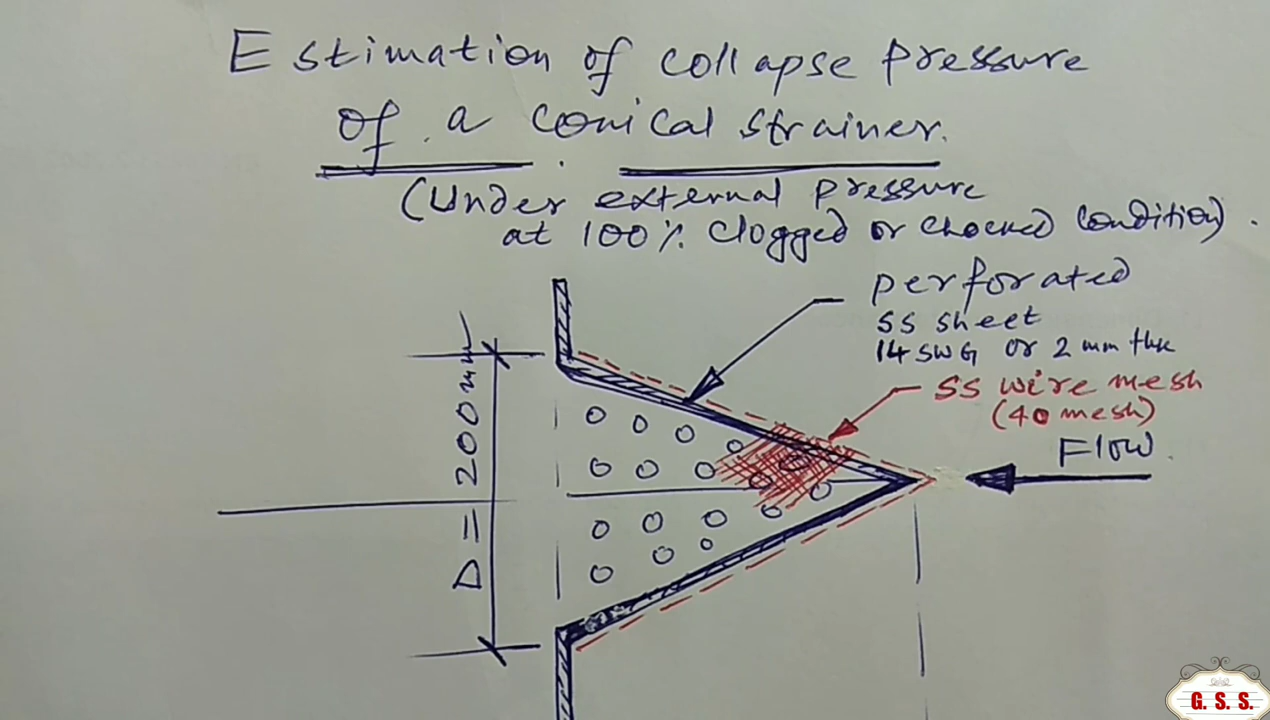 Estimation of collapse pressure
of a conical strainer.
(Under external pressure
at 100% clogged or chocked condition).
perforated
SS sheet
14 SWG or 2 mm thk
SS wire mesh
(40 mesh)
Flow
D = 200 mm
G. S. S.